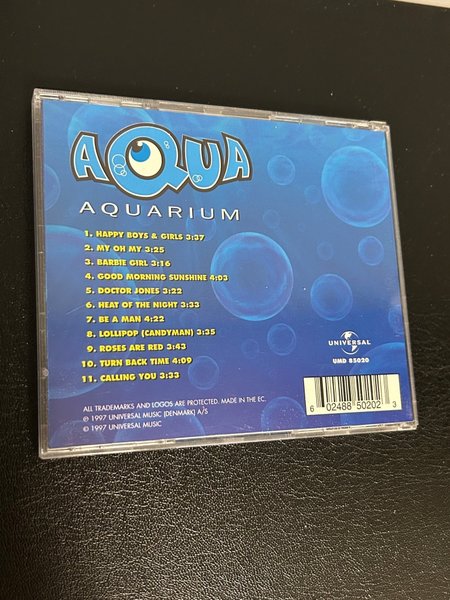 AQUA
AQUARIUM
1. HAPPY BOYS & GIRLS 3:37
2. MY OH MY 3:25
3. BARBIE GIRL 3:16
4. GOOD MORNING SUNSHINE 4:03
5. DOCTOR JONES 3:22
6. HEAT OF THE NIGHT 3:33
7. BE A MAN 4:22
8. LOLLIPOP (CANDYMAN) 3:35
9. ROSES ARE RED 3:43
10. TURN BACK TIME 4:09
11. CALLING YOU 3:33
UNIVERSAL
UMD 85020
ALL TRADEMARKS AND LOGOS ARE PROTECTED. MADE IN THE EC.
℗ 1997 UNIVERSAL MUSIC (DENMARK) A/S
© 1997 UNIVERSAL MUSIC
6 02488 50202 3